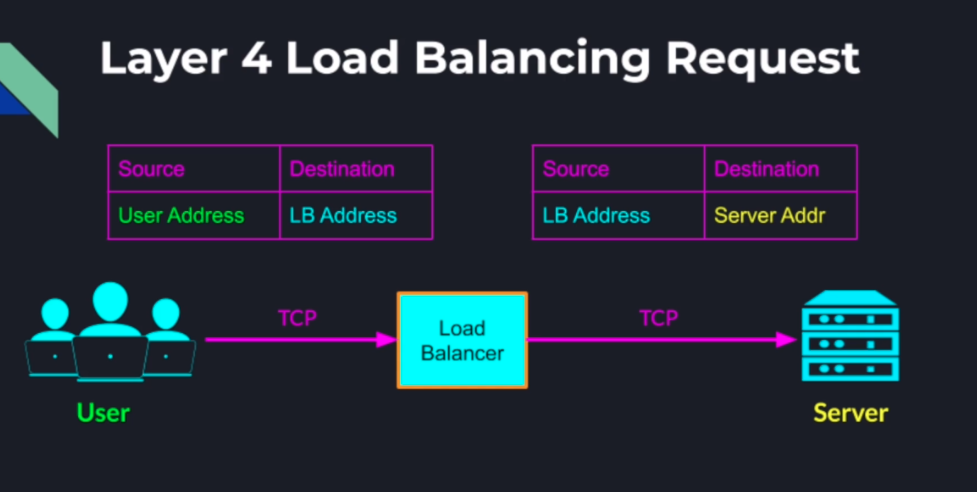 Layer 4 Load Balancing Request
Source Destination
User Address LB Address
Source Destination
LB Address Server Addr
TCP
Load
Balancer
TCP
User
Server